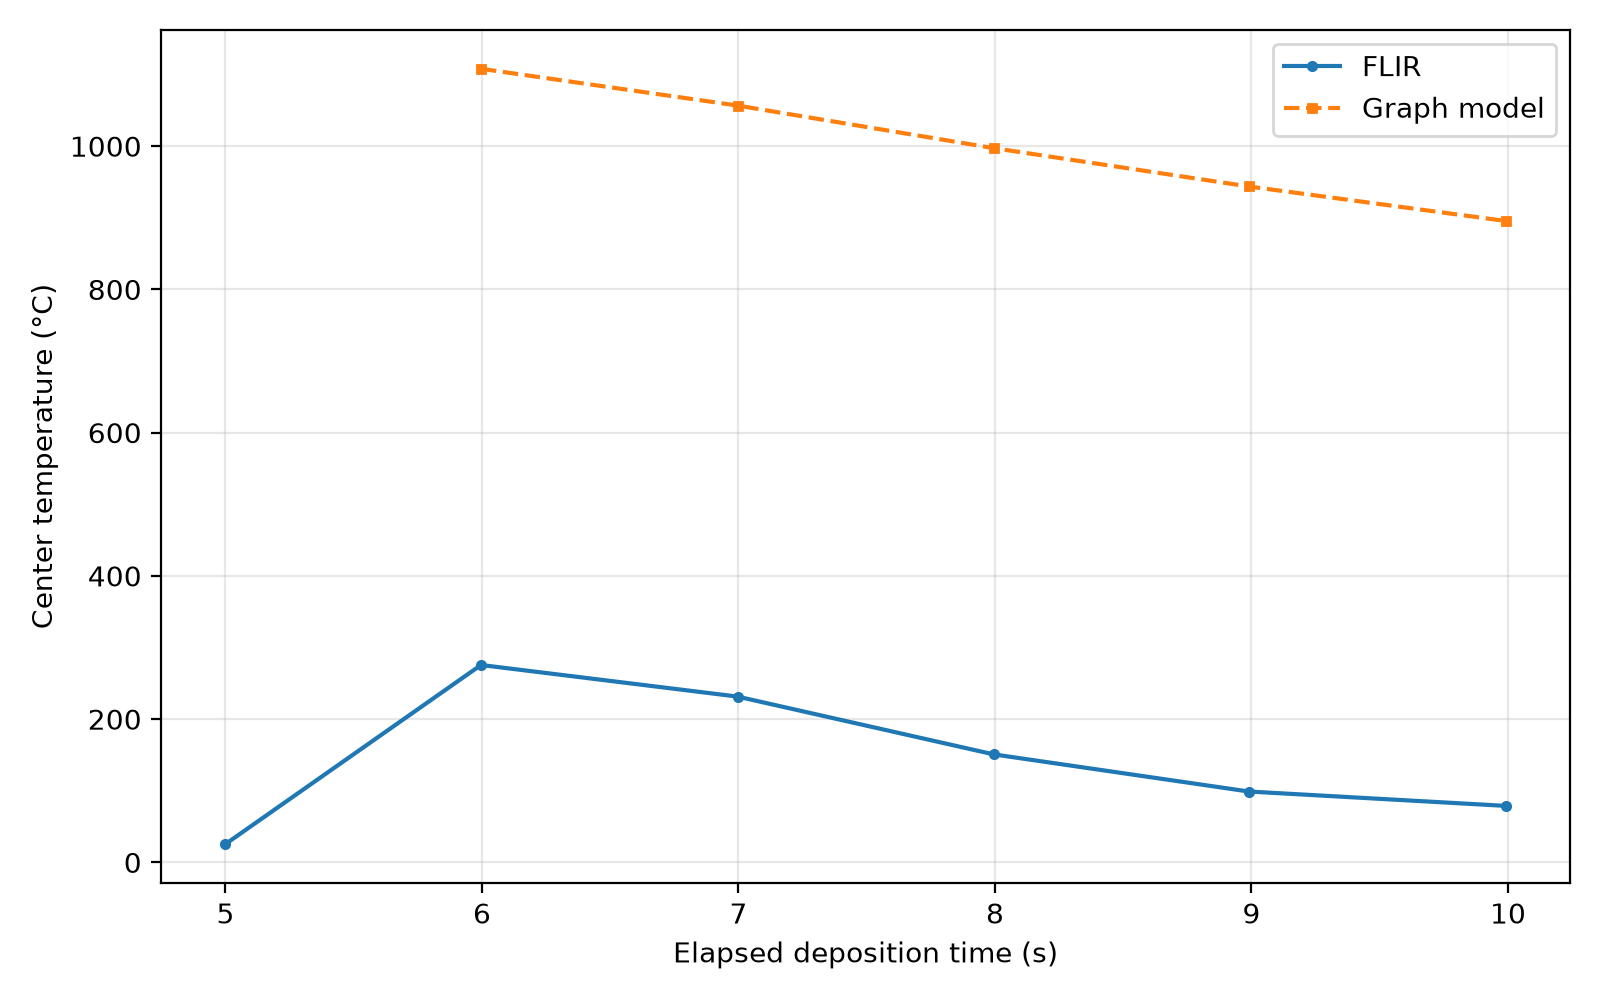 FLIR
Graph model
1000
800
600
400
200
0
Center temperature (°C)
5 6 7 8 9 10
Elapsed deposition time (s)